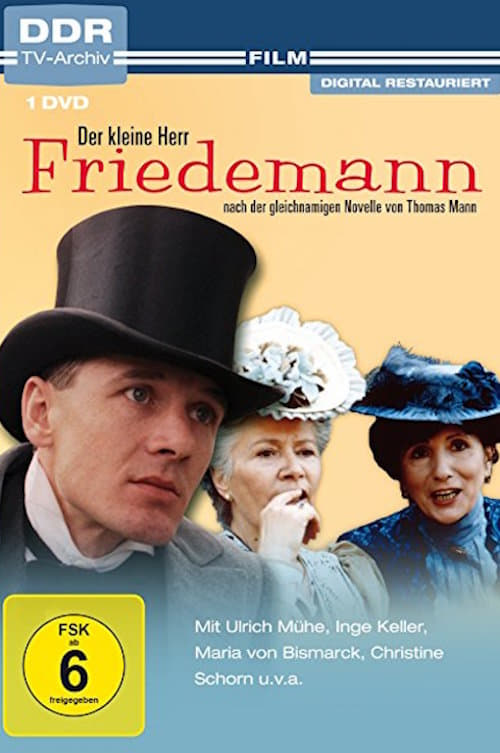 DDR
TV-Archiv
FILM
DIGITAL RESTAURIERT
1 DVD
Der kleine Herr
Friedemann
nach der gleichnamigen Novelle von Thomas Mann
FSK
ab
6
freigegeben
Mit Ulrich Mühe, Inge Keller,
Maria von Bismarck, Christine
Schorn u.v.a.